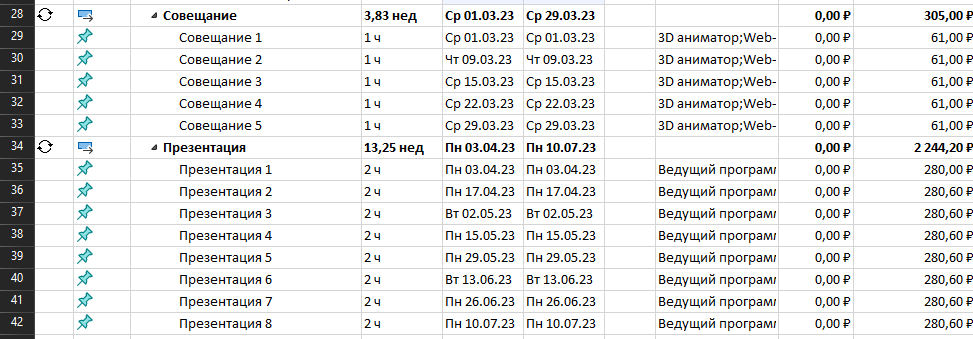 28 Совещание 3,83 нед Ср 01.03.23 Ср 29.03.23 0,00 ₽ 305,00 ₽
29 Совещание 1 1 ч Ср 01.03.23 Ср 01.03.23 3D аниматор;Web- 0,00 ₽ 61,00 ₽
30 Совещание 2 1 ч Чт 09.03.23 Чт 09.03.23 3D аниматор;Web- 0,00 ₽ 61,00 ₽
31 Совещание 3 1 ч Ср 15.03.23 Ср 15.03.23 3D аниматор;Web- 0,00 ₽ 61,00 ₽
32 Совещание 4 1 ч Ср 22.03.23 Ср 22.03.23 3D аниматор;Web- 0,00 ₽ 61,00 ₽
33 Совещание 5 1 ч Ср 29.03.23 Ср 29.03.23 3D аниматор;Web- 0,00 ₽ 61,00 ₽
34 Презентация 13,25 нед Пн 03.04.23 Пн 10.07.23 0,00 ₽ 2 244,20 ₽
35 Презентация 1 2 ч Пн 03.04.23 Пн 03.04.23 Ведущий програм 0,00 ₽ 280,00 ₽
36 Презентация 2 2 ч Пн 17.04.23 Пн 17.04.23 Ведущий програм 0,00 ₽ 280,60 ₽
37 Презентация 3 2 ч Вт 02.05.23 Вт 02.05.23 Ведущий програм 0,00 ₽ 280,60 ₽
38 Презентация 4 2 ч Пн 15.05.23 Пн 15.05.23 Ведущий програм 0,00 ₽ 280,60 ₽
39 Презентация 5 2 ч Пн 29.05.23 Пн 29.05.23 Ведущий програм 0,00 ₽ 280,60 ₽
40 Презентация 6 2 ч Вт 13.06.23 Вт 13.06.23 Ведущий програм 0,00 ₽ 280,60 ₽
41 Презентация 7 2 ч Пн 26.06.23 Пн 26.06.23 Ведущий програм 0,00 ₽ 280,60 ₽
42 Презентация 8 2 ч Пн 10.07.23 Пн 10.07.23 Ведущий програм 0,00 ₽ 280,60 ₽